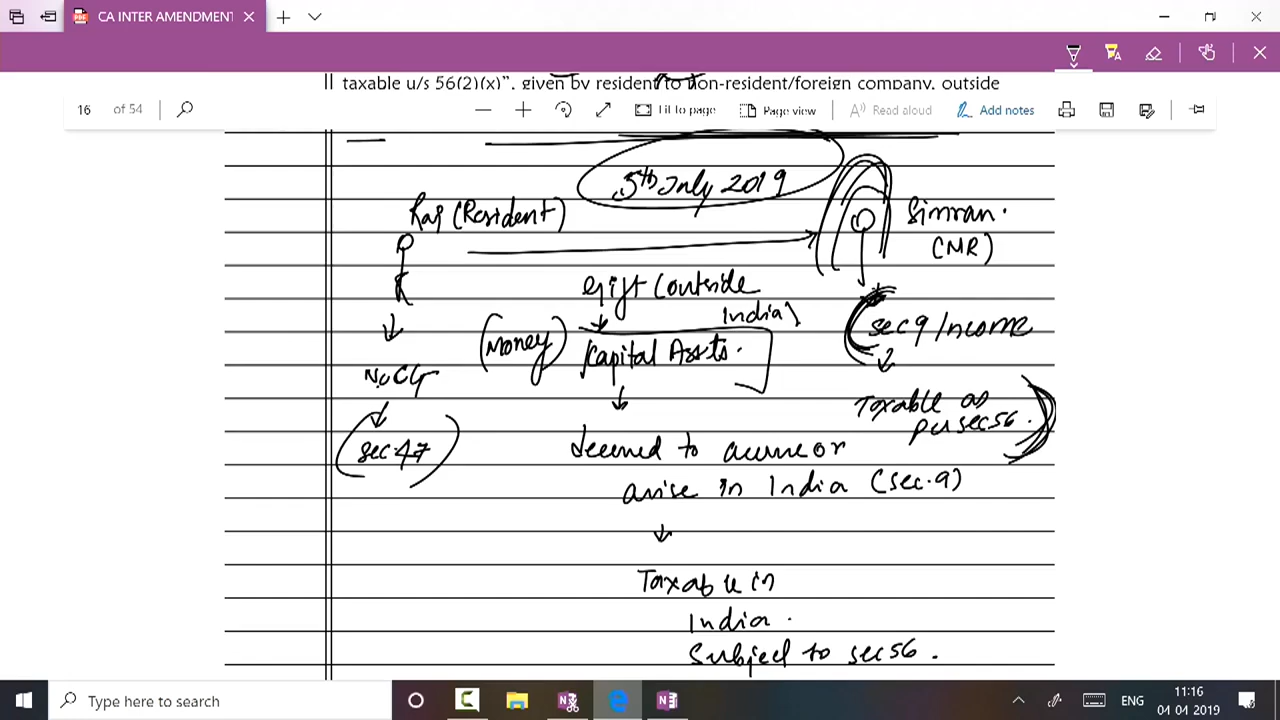 CA INTER AMENDMENT
taxable u/s 56(2)(x)", given by resident to non-resident/foreign company, outside
16 of 54
Fit to page
Page view
Read aloud
Add notes
5th July 2019
Raj (Resident)
Simran.
(NR)
Gift (outside
India)
(Money)
Kapital Assts.
sec 9 / Income
No CG
Taxable as
per sec 56.
sec. 47
Deemed to accrue or
arise in India (sec. 9)
Taxable in
India.
Subject to sec 56.
Type here to search
ENG
11:16
04-04-2019
3